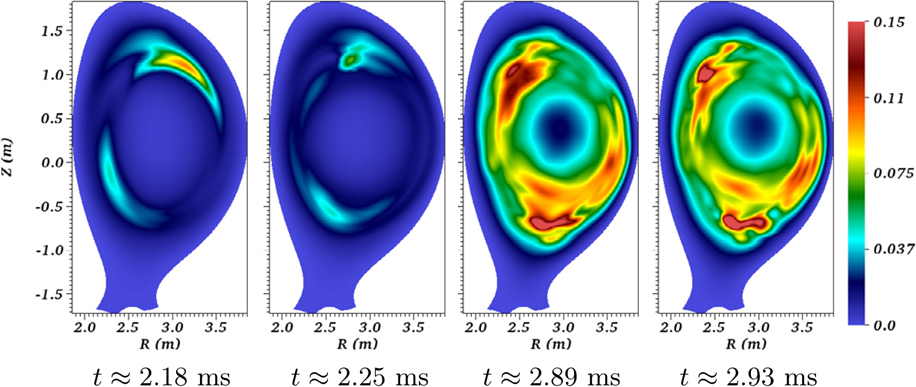 1.5
1.0
0.5
0.0
-0.5
-1.0
-1.5
Z (m)
2.0 2.5 3.0 3.5
R (m)
2.0 2.5 3.0 3.5
R (m)
2.0 2.5 3.0 3.5
R (m)
2.0 2.5 3.0 3.5
R (m)
0.15
0.11
0.075
0.037
0.0
t ≈ 2.18 ms
t ≈ 2.25 ms
t ≈ 2.89 ms
t ≈ 2.93 ms